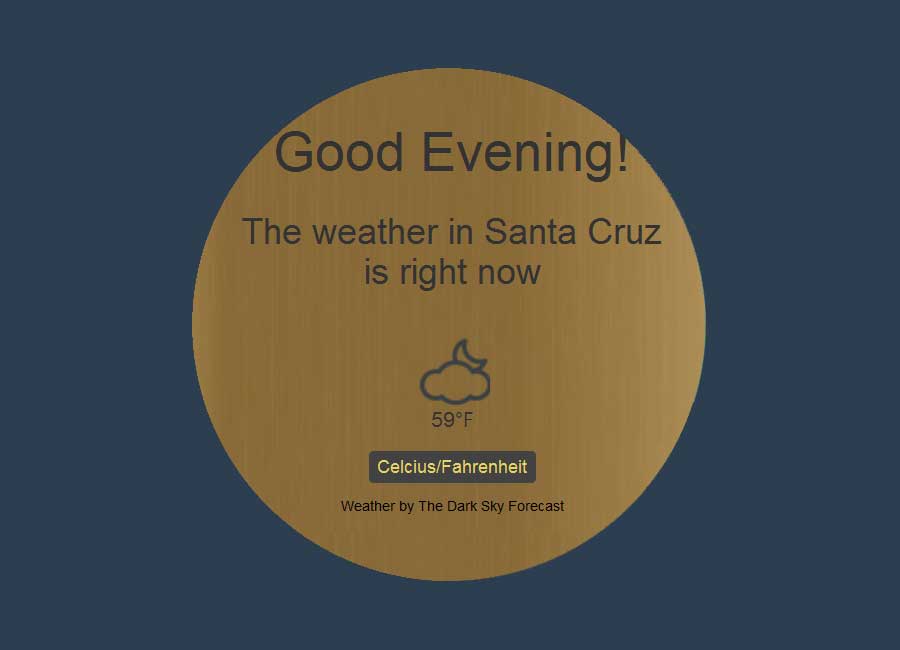 Good Evening!
The weather in Santa Cruz
is right now
59°F
Celcius/Fahrenheit
Weather by The Dark Sky Forecast